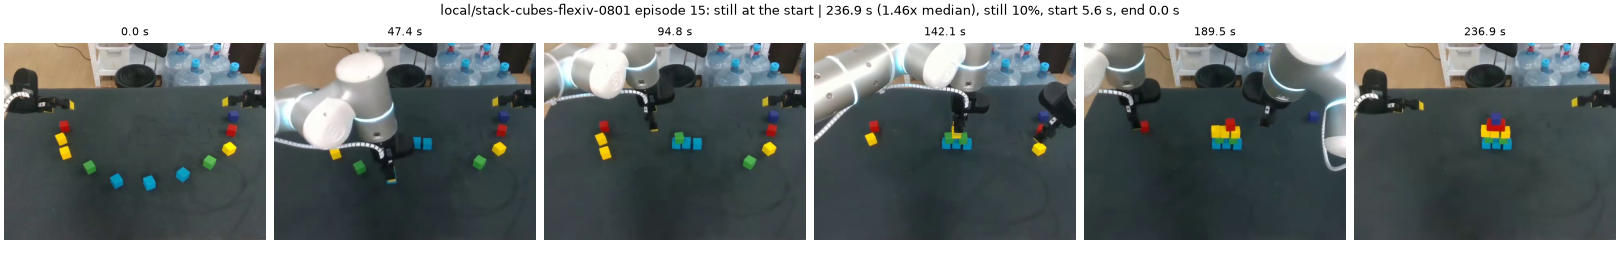 local/stack-cubes-flexiv-0801 episode 15: still at the start | 236.9 s (1.46x median), still 10%, start 5.6 s, end 0.0 s
0.0 s
47.4 s
94.8 s
142.1 s
189.5 s
236.9 s